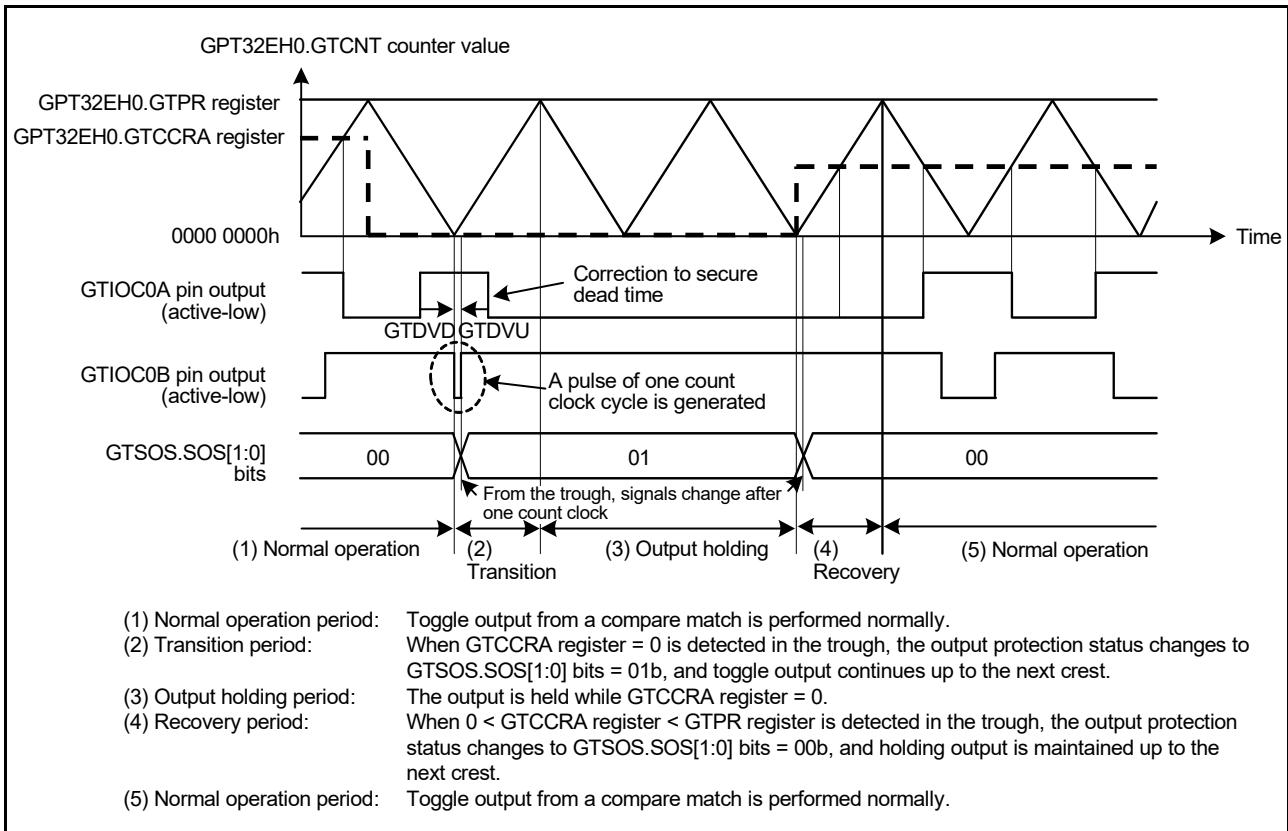 GPT32EH0.GTCNT counter value
GPT32EH0.GTPR register
GPT32EH0.GTCCRA register
0000 0000h
Time
GTIOC0A pin output
(active-low)
Correction to secure
dead time
GTDVD
GTDVU
GTIOC0B pin output
(active-low)
A pulse of one count
clock cycle is generated
GTSOS.SOS[1:0]
bits
00
01
00
From the trough, signals change after
one count clock
(1) Normal operation
(2)
Transition
(3) Output holding
(4)
Recovery
(5) Normal operation
(1) Normal operation period: Toggle output from a compare match is performed normally.
(2) Transition period: When GTCCRA register = 0 is detected in the trough, the output protection status changes to
GTSOS.SOS[1:0] bits = 01b, and toggle output continues up to the next crest.
(3) Output holding period: The output is held while GTCCRA register = 0.
(4) Recovery period: When 0 < GTCCRA register < GTPR register is detected in the trough, the output protection
status changes to GTSOS.SOS[1:0] bits = 00b, and holding output is maintained up to the
next crest.
(5) Normal operation period: Toggle output from a compare match is performed normally.